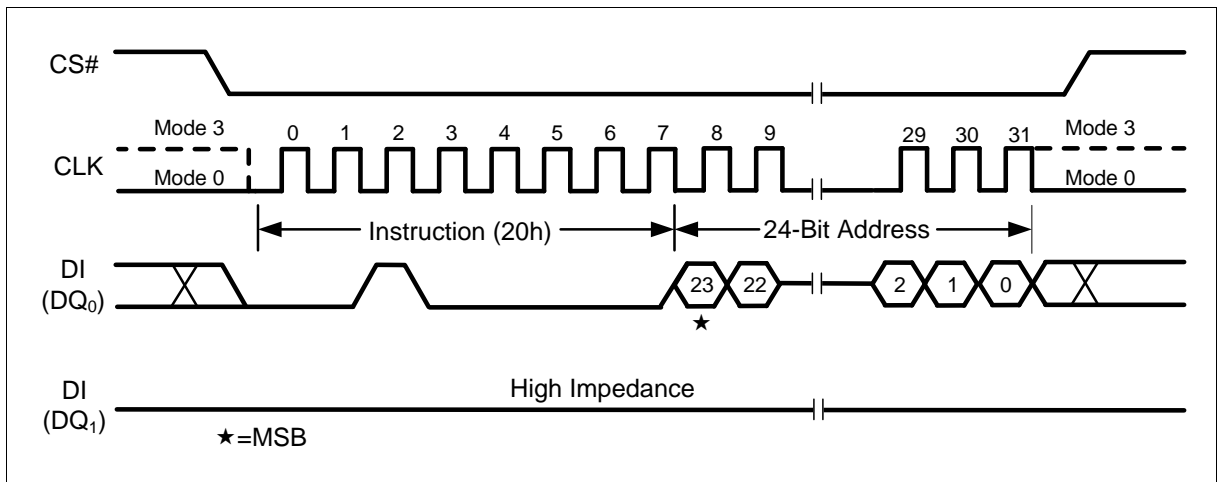 CS#
Mode 3 0 1 2 3 4 5 6 7 8 9 29 30 31 Mode 3
CLK
Mode 0 Mode 0
Instruction (20h) 24-Bit Address
DI
(DQ0) 23 22 2 1 0
★
High Impedance
DI
(DQ1)
★=MSB